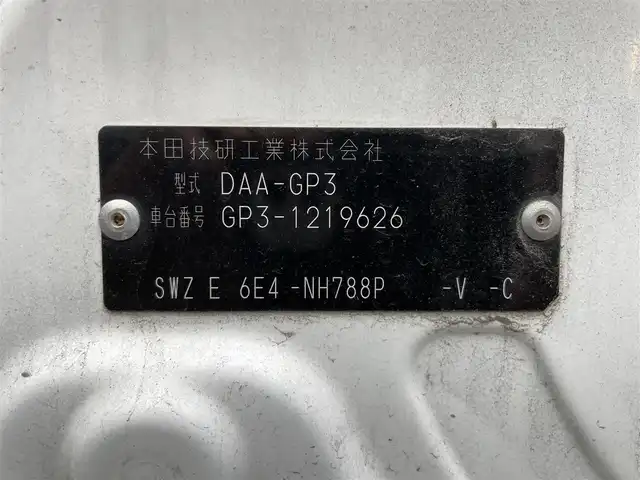 本田技研工業株式会社
型式 DAA-GP3
車台番号 GP3-1219626
SWZ E 6E4 -NH788P -V -C